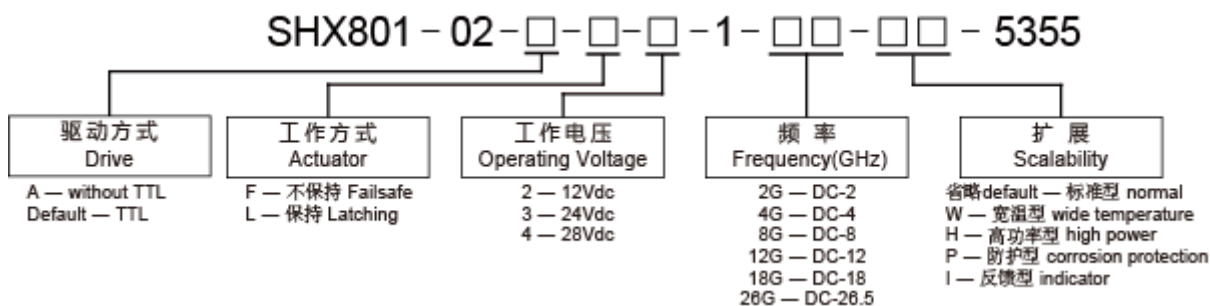 SHX801-02-□-□-□-1-□□-□□-5355
驱动方式
Drive
A — without TTL
Default — TTL
工作方式
Actuator
F — 不保持 Failsafe
L — 保持 Latching
工作电压
Operating Voltage
2 — 12Vdc
3 — 24Vdc
4 — 28Vdc
频 率
Frequency(GHz)
2G — DC-2
4G — DC-4
8G — DC-8
12G — DC-12
18G — DC-18
26G — DC-26.5
扩 展
Scalability
省略default — 标准型 normal
W — 宽温型 wide temperature
H — 高功率型 high power
P — 防护型 corrosion protection
I — 反馈型 indicator